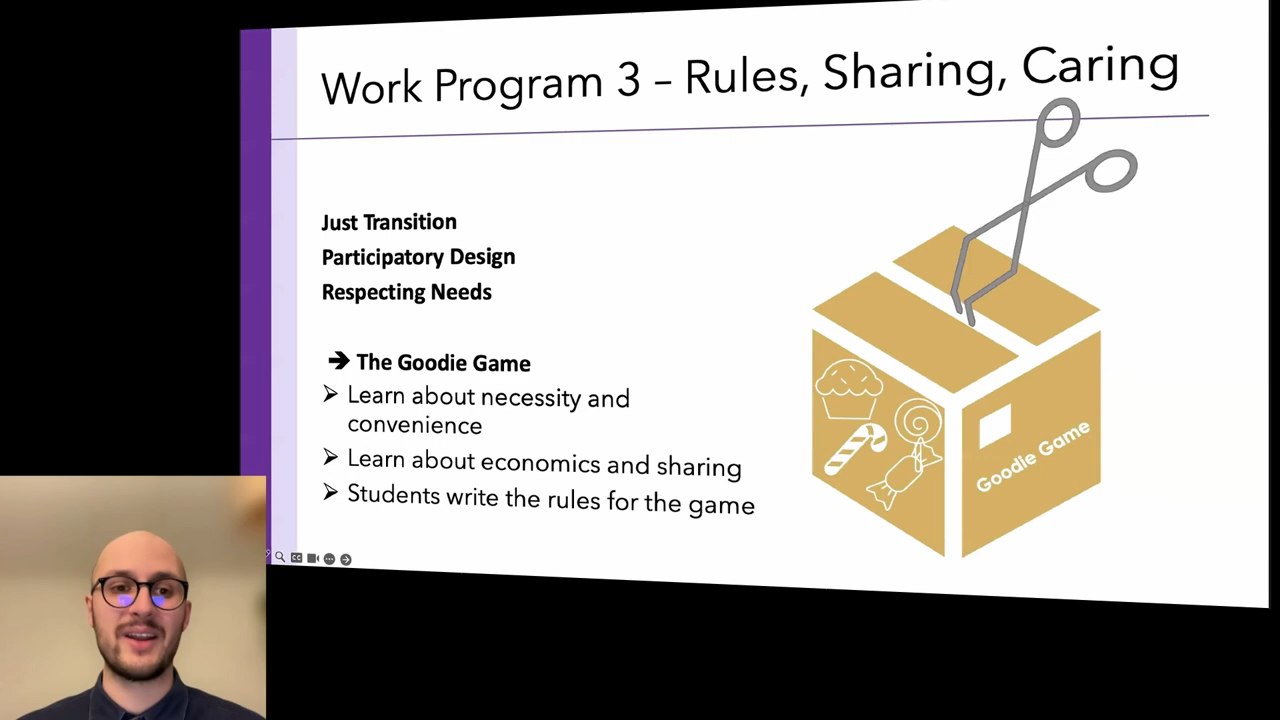 Work Program 3 – Rules, Sharing, Caring
Just Transition
Participatory Design
Respecting Needs
➔ The Goodie Game
➢ Learn about necessity and
convenience
➢ Learn about economics and sharing
➢ Students write the rules for the game
Goodie Game
CC